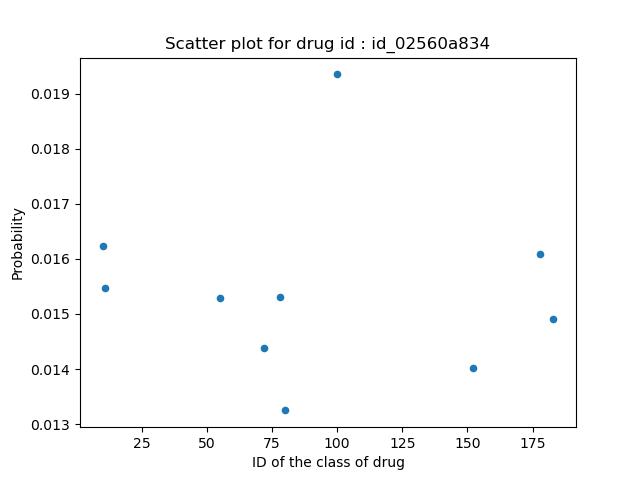 Scatter plot for drug id : id_02560a834
0.019
0.018
0.017
0.016
0.015
0.014
0.013
Probability
25 50 75 100 125 150 175
ID of the class of drug